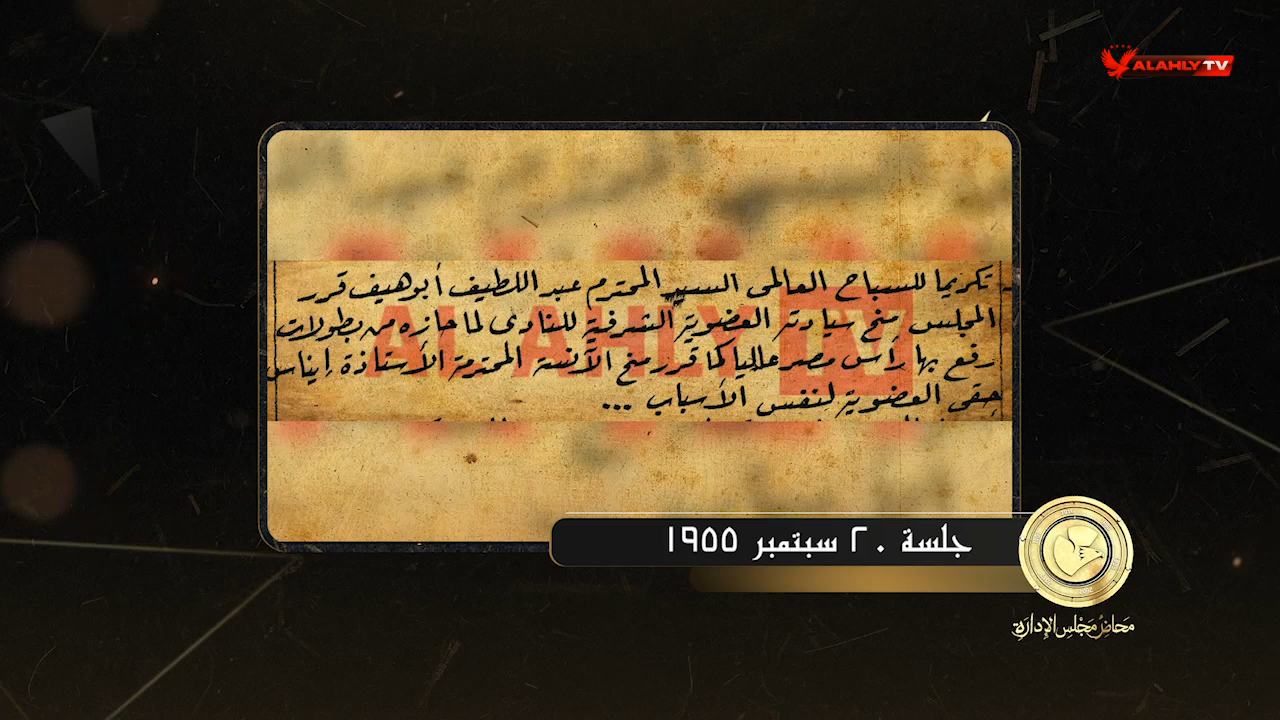 ALAHLY TV
تكريما للسباح العالمى السيد المحترم عبد اللطيف أبو هيف قرر
المجلس منح سيادته العضوية الشرفية للنادى لما حازه من بطولات
رفع بها رأس مصر عاليا كما قرر منح الآنسة المحترمة الأستاذة إيناس
حقى العضوية لنفس الأسباب ...
ALAHLY TV
جلسة ٢٠ سبتمبر ١٩٥٥
محاضر مجلس الإدارة